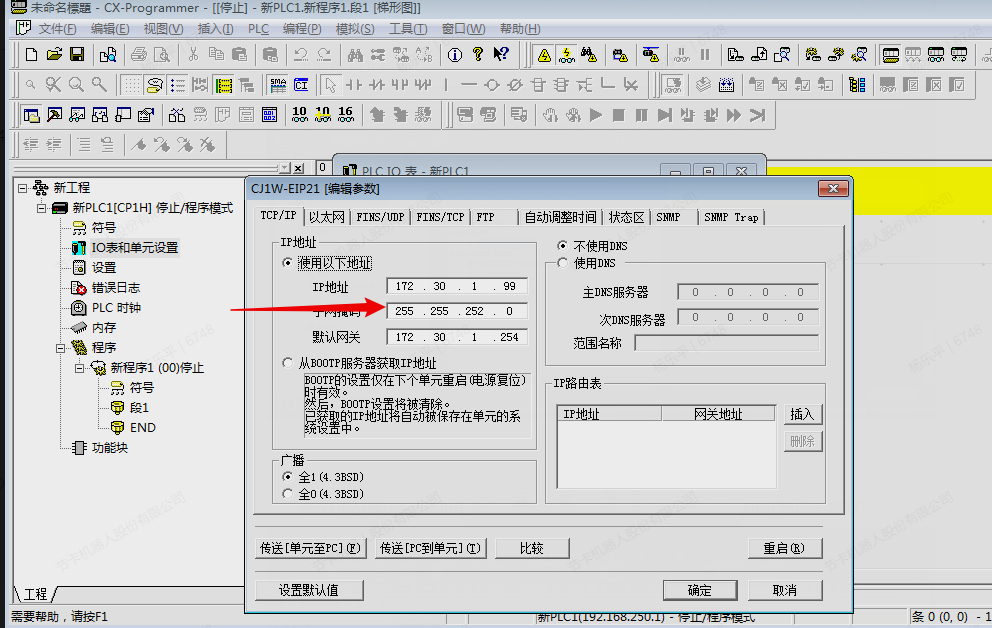 未命名標題 - CX-Programmer - [[停止] - 新PLC1.新程序1.段1 [梯形图]]
文件(F) 编辑(E) 视图(V) 插入(I) PLC 编程(P) 模拟(S) 工具(T) 窗口(W) 帮助(H)
SMA
CI
10 10 16
0
PLC IO 表 - 新PLC1
新工程
新PLC1[CP1H] 停止/程序模式
符号
IO表和单元设置
设置
错误日志
PLC 时钟
内存
程序
新程序1 (00)停止
符号
段1
END
功能块
工程
CJ1W-EIP21 [编辑参数]
TCP/IP 以太网 FINS/UDP FINS/TCP FTP 自动调整时间 状态区 SNMP SNMP Trap
IP地址
使用以下地址
IP地址 172 . 30 . 1 . 99
子网掩码 255 . 255 . 252 . 0
默认网关 172 . 30 . 1 . 254
从BOOTP服务器获取IP地址
BOOTP的设置仅在下个单元重启(电源复位)
时有效。
然后，BOOTP设置将被清除。
已获取的IP地址将自动被保存在单元的系
统设置中。
广播
全1(4.3BSD)
全0(4.3BSD)
不使用DNS
使用DNS
主DNS服务器 0 . 0 . 0 . 0
次DNS服务器 0 . 0 . 0 . 0
范围名称
IP路由表
IP地址 网关地址
插入
删除
传送[单元至PC](F) 传送[PC到单元](T) 比较 重启(R)
设置默认值 确定 取消
需要帮助，请按F1
新PLC1(192.168.250.1) - 停止/程序模式
条 0 (0, 0) - 1